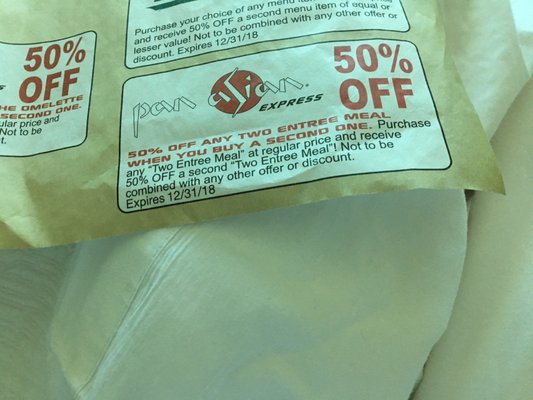 Purchase your choice of any menu item
and receive 50% OFF a second menu item of equal or
lesser value! Not to be combined with any other offer or
discount. Expires 12/31/18
50%
OFF
THE OMELETTE
SECOND ONE.
regular price and
Not to be
pan asian
EXPRESS
50%
OFF
50% OFF ANY TWO ENTREE MEAL
WHEN YOU BUY A SECOND ONE. Purchase
any "Two Entree Meal" at regular price and receive
50% OFF a second "Two Entree Meal"! Not to be
combined with any other offer or discount.
Expires 12/31/18